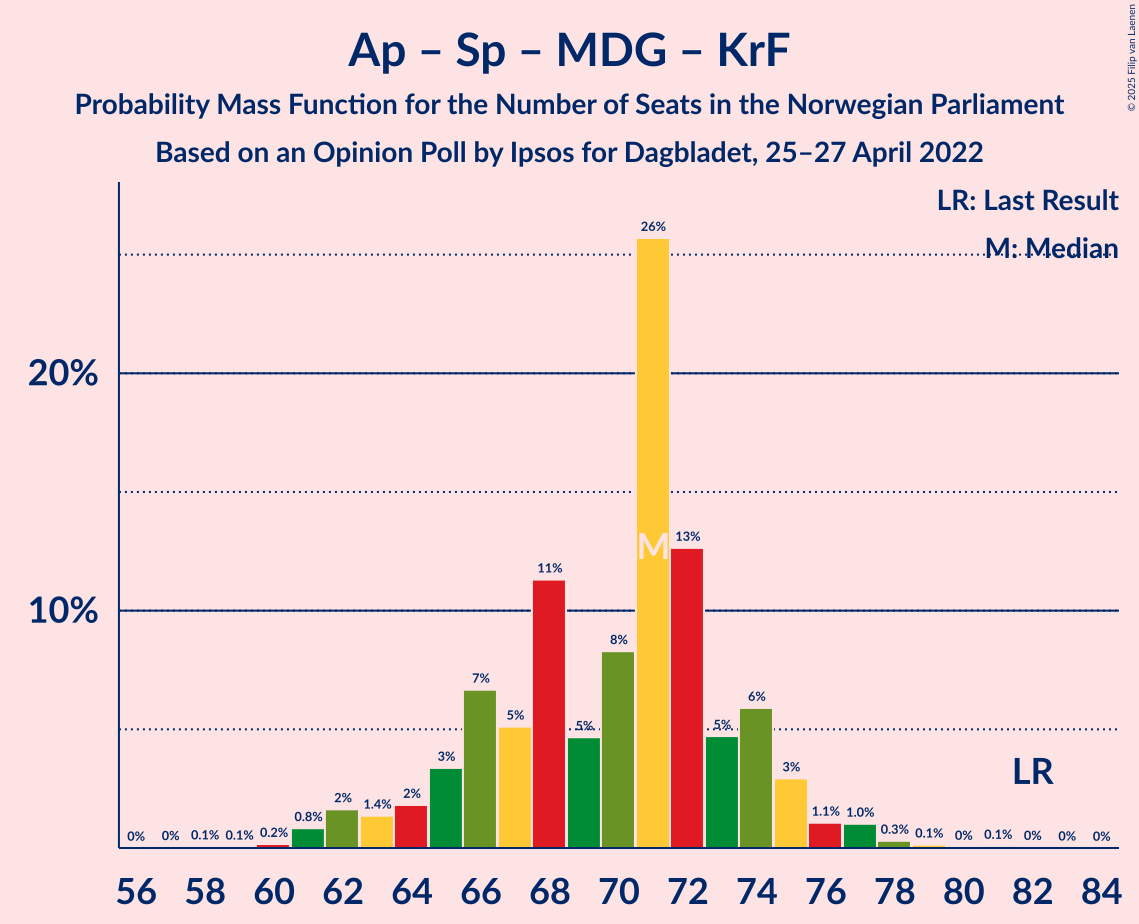 Ap – Sp – MDG – KrF
Probability Mass Function for the Number of Seats in the Norwegian Parliament
Based on an Opinion Poll by Ipsos for Dagbladet, 25–27 April 2022
© 2025 Filip van Laenen
LR: Last Result
M: Median
20%
10%
0% 0% 0.1% 0.1% 0.2% 0.8% 2% 1.4% 2% 3% 7% 5% 11% 5% 8% 26% 13% 5% 6% 3% 1.1% 1.0% 0.3% 0.1% 0% 0.1% 0% 0% 0%
M
LR
56 58 60 62 64 66 68 70 72 74 76 78 80 82 84